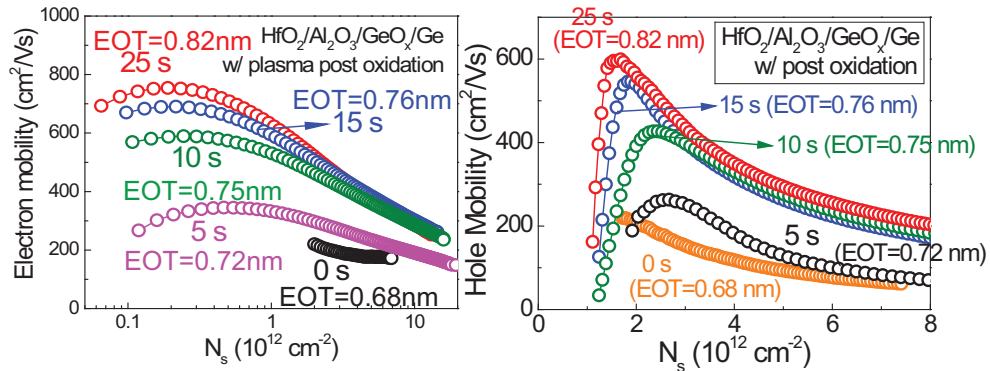 1000
800
600
400
200
0
Electron mobility (cm²/Vs)
EOT=0.82nm
25 s
HfO₂/Al₂O₃/GeOₓ/Ge
w/ plasma post oxidation
EOT=0.76nm
15 s
10 s
EOT=0.75nm
5 s
EOT=0.72nm
0 s
EOT=0.68nm
0.1
1
10
Nₛ (10¹² cm⁻²)
600
400
200
0
Hole Mobility (cm²/Vs)
25 s
(EOT=0.82 nm)
HfO₂/Al₂O₃/GeOₓ/Ge
w/ post oxidation
15 s (EOT=0.76 nm)
10 s (EOT=0.75 nm)
5 s
(EOT=0.72 nm)
0 s
(EOT=0.68 nm)
0
2
4
6
8
Nₛ (10¹² cm⁻²)